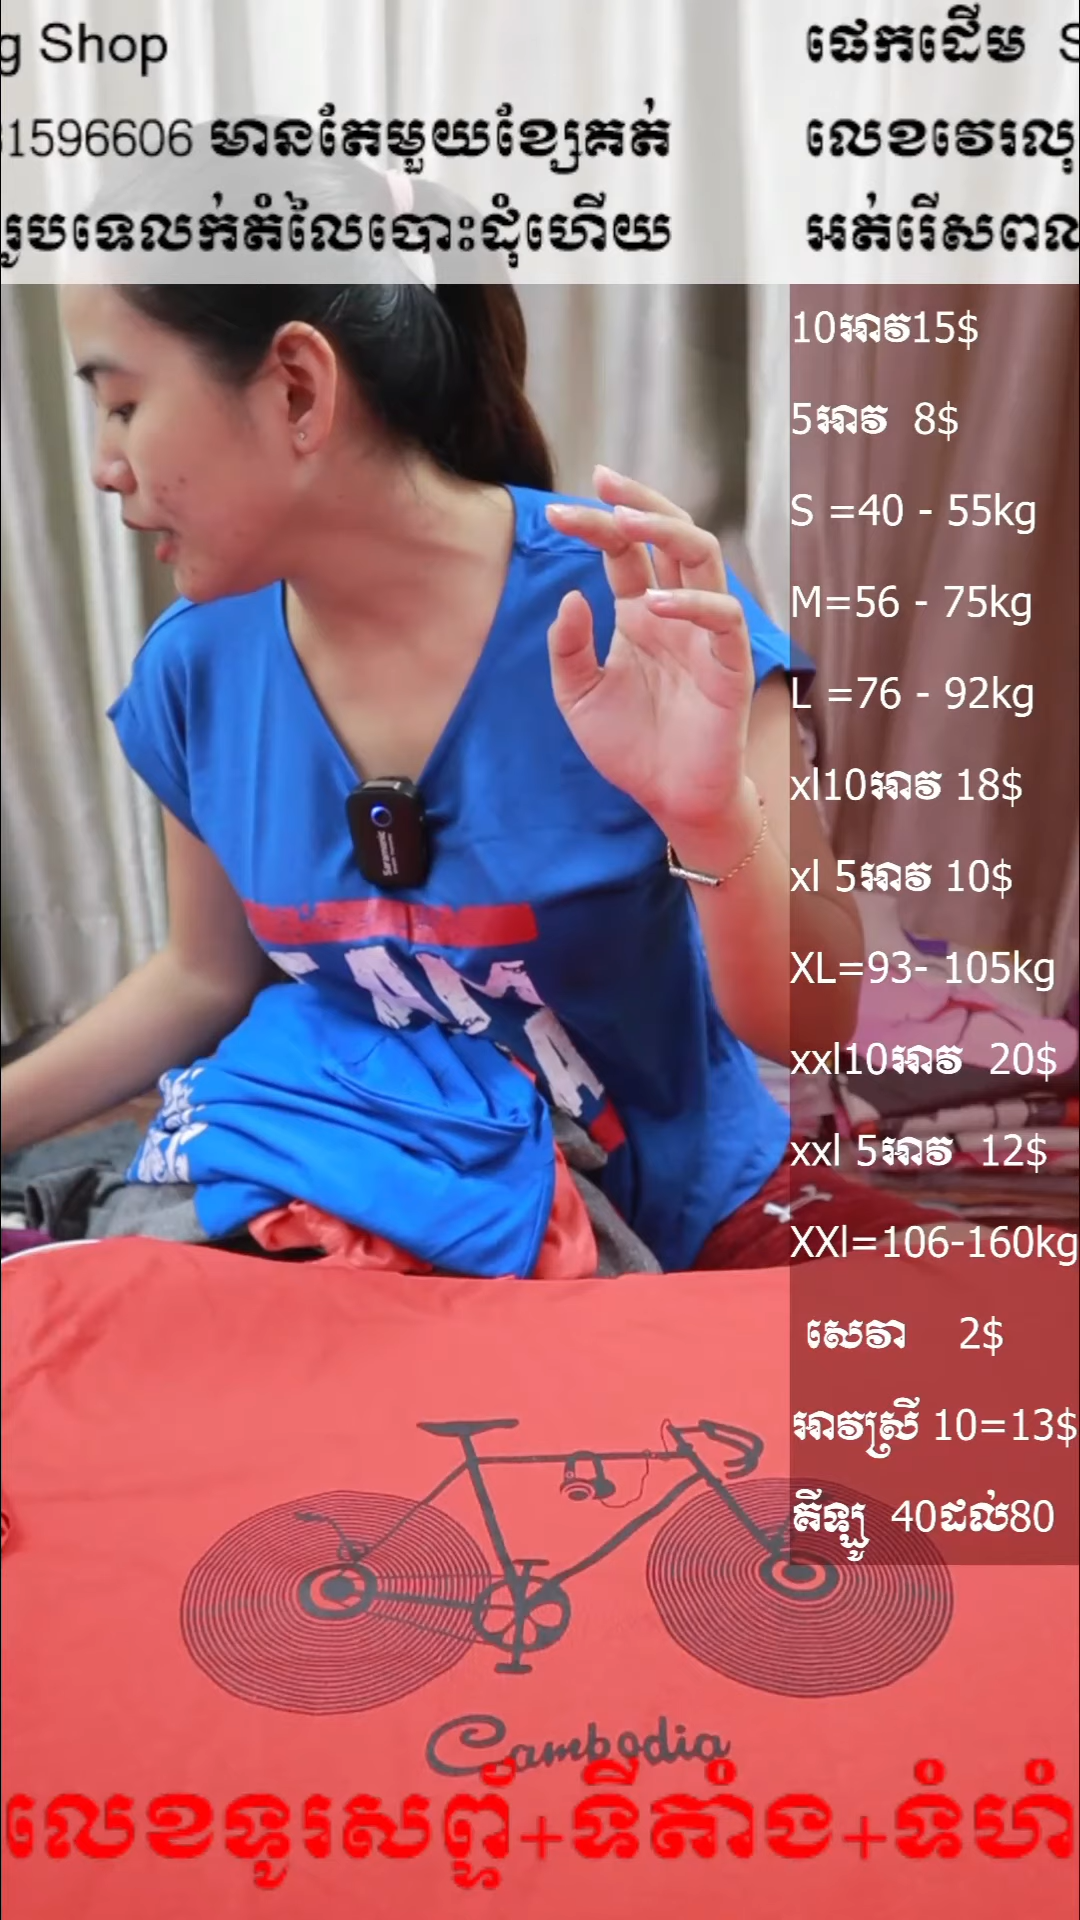 g Shop
1596606 មានតែមួយខ្សែគត់
រូបទេលក់តំលៃបោះដុំហើយ
ផេកដើម S
លេខវេរលុ
អត់រើសពណ
10អាវ15$
5អាវ 8$
S =40 - 55kg
M=56 - 75kg
L =76 - 92kg
xl10អាវ 18$
xl 5អាវ 10$
XL=93- 105kg
xxl10អាវ 20$
xxl 5អាវ 12$
XXl=106-160kg
សេវា 2$
អាវស្រី 10=13$
គីឡូ 40ដល់80
Saramonic
Cambodia
លេខទូរសព្ទ័+ទីតាំង+ទំហំ